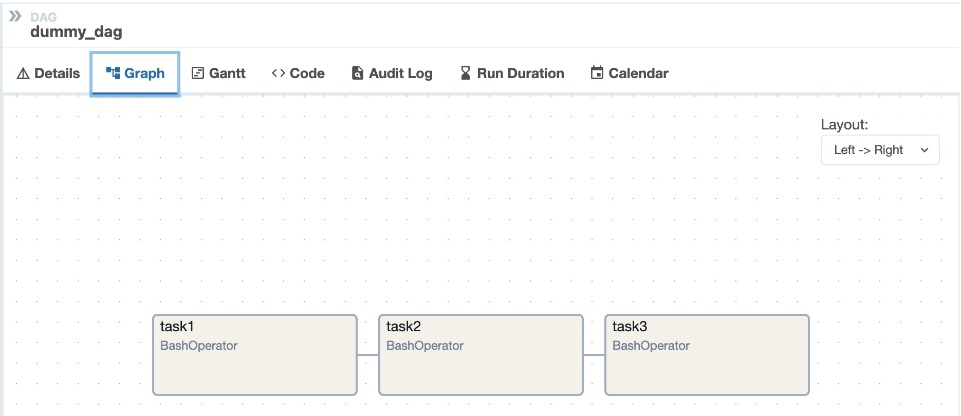 DAG
dummy_dag
Details Graph Gantt Code Audit Log Run Duration Calendar
Layout:
Left -> Right
task1 task2 task3
BashOperator BashOperator BashOperator